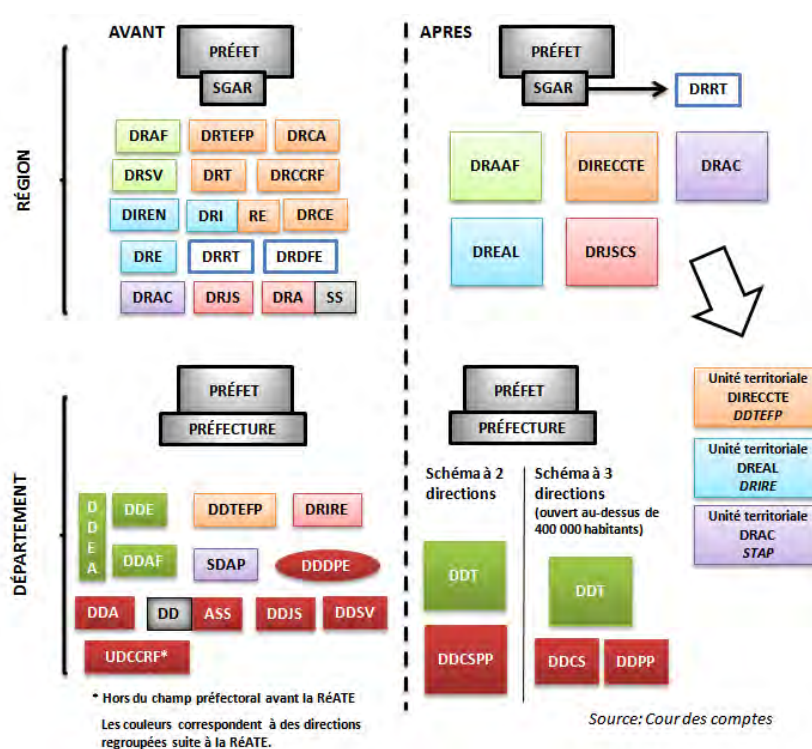 AVANT
PRÉFET
SGAR
RÉGION
DRAF
DRTEFP
DRCA
DRSV
DRT
DRCCRF
DIREN
DRI
RE
DRCE
DRE
DRRT
DRDFE
DRAC
DRJS
DRA
SS
APRES
PRÉFET
SGAR
DRRT
DRAAF
DIRECCTE
DRAC
DREAL
DRJSCS
DÉPARTEMENT
PRÉFET
PRÉFECTURE
DDEA
DDE
DDTEFP
DRIRE
DDAF
SDAP
DDDPE
DDA
DD
ASS
DDJS
DDSV
UDCCRF*
* Hors du champ préfectoral avant la RéATE
Les couleurs correspondent à des directions
regroupées suite à la RéATE.
PRÉFET
PRÉFECTURE
Schéma à 2
directions
DDT
DDCSPP
Schéma à 3
directions
(ouvert au-dessus de
400 000 habitants)
DDT
DDCS
DDPP
Unité territoriale
DIRECCTE
DDTEFP
Unité territoriale
DREAL
DRIRE
Unité territoriale
DRAC
STAP
Source: Cour des comptes